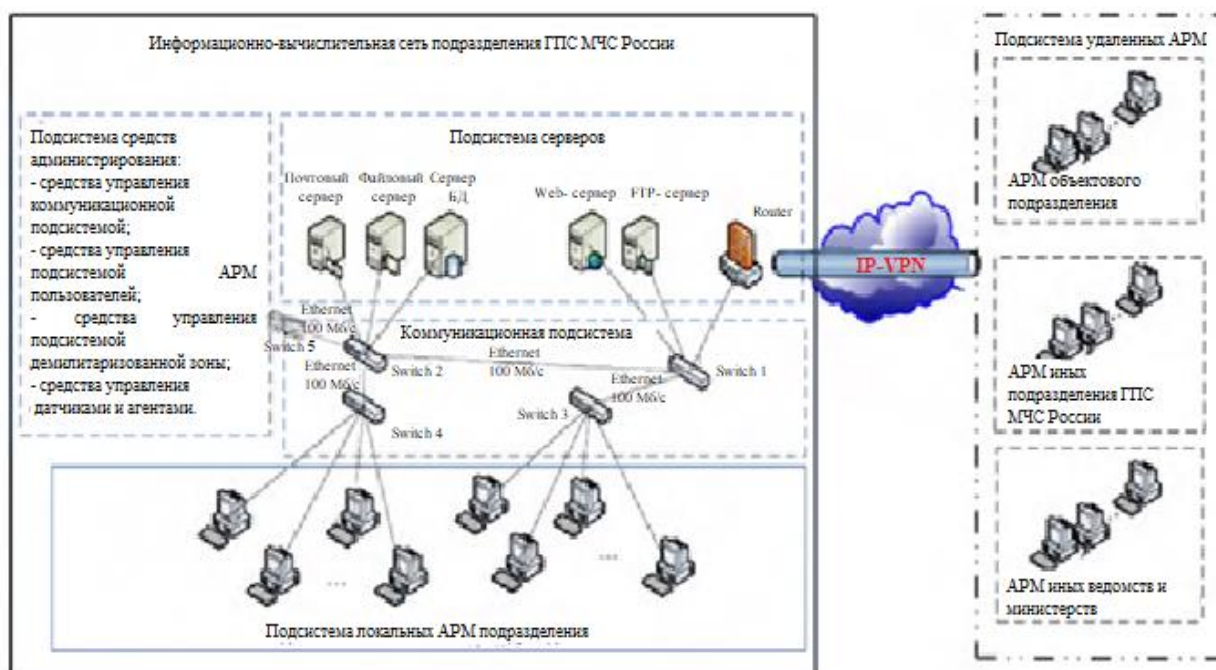 Информационно-вычислительная сеть подразделения ГПС МЧС России
Подсистема средств
администрирования:
- средства управления
коммуникационной
подсистемой;
- средства управления
подсистемой АРМ
пользователей;
- средства управления
подсистемой
демилитаризованной зоны;
- средства управления
датчиками и агентами.
Подсистема серверов
Почтовый
сервер
Файловый
сервер
Сервер
БД
Web- сервер
FTP- сервер
Router
Коммуникационная подсистема
Ethernet
100 Мб/с
Switch 5
Switch 2
Ethernet
100 Мб/с
Ethernet
100 Мб/с
Switch 1
Ethernet
100 Мб/с
Switch 3
Switch 4
...
...
Подсистема локальных АРМ подразделения
IP-VPN
Подсистема удаленных АРМ
АРМ объектового
подразделения
АРМ иных
подразделения ГПС
МЧС России
АРМ иных ведомств и
министерств